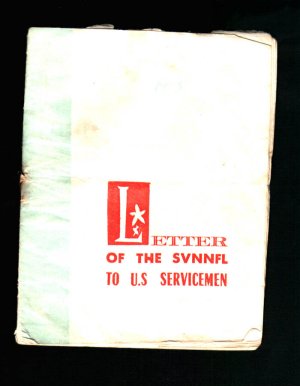 LETTER
OF THE SVNNFL
TO U.S SERVICEMEN